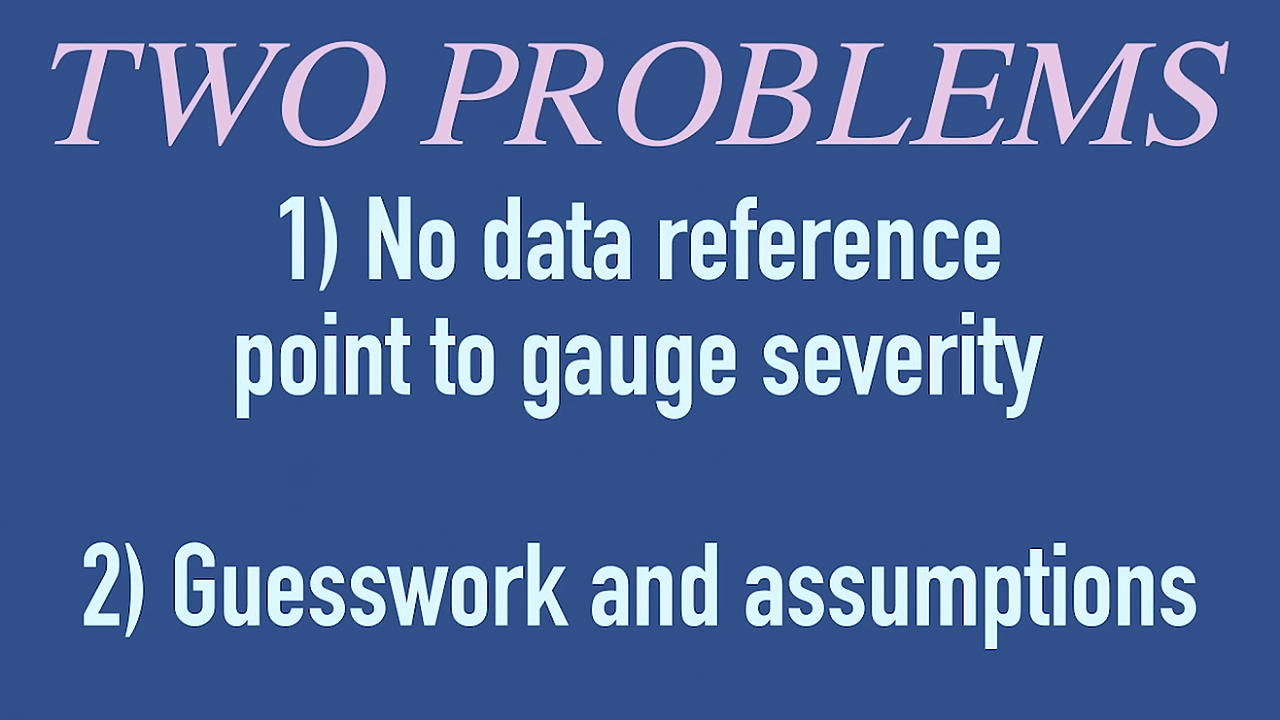 TWO PROBLEMS
1) No data reference
point to gauge severity
2) Guesswork and assumptions